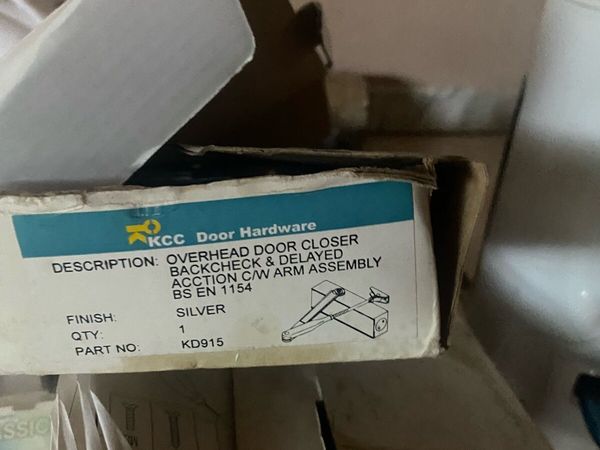 KCC Door Hardware
DESCRIPTION: OVERHEAD DOOR CLOSER
BACKCHECK & DELAYED
ACCTION C/W ARM ASSEMBLY
BS EN 1154
FINISH: SILVER
QTY: 1
PART NO: KD915
SSIC